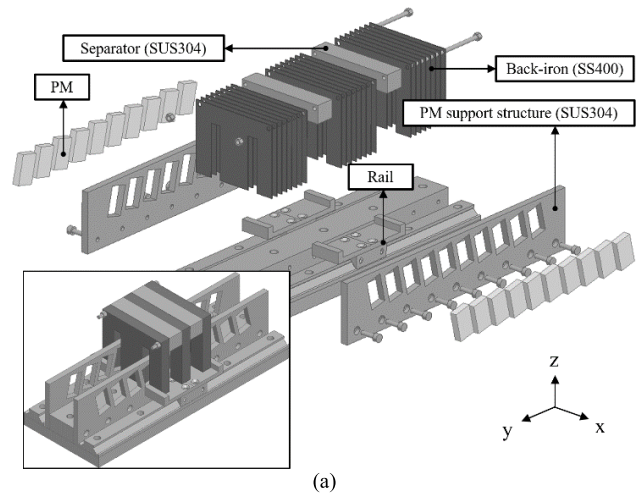 Separator (SUS304)
PM
Back-iron (SS400)
PM support structure (SUS304)
Rail
z
y
x
(a)